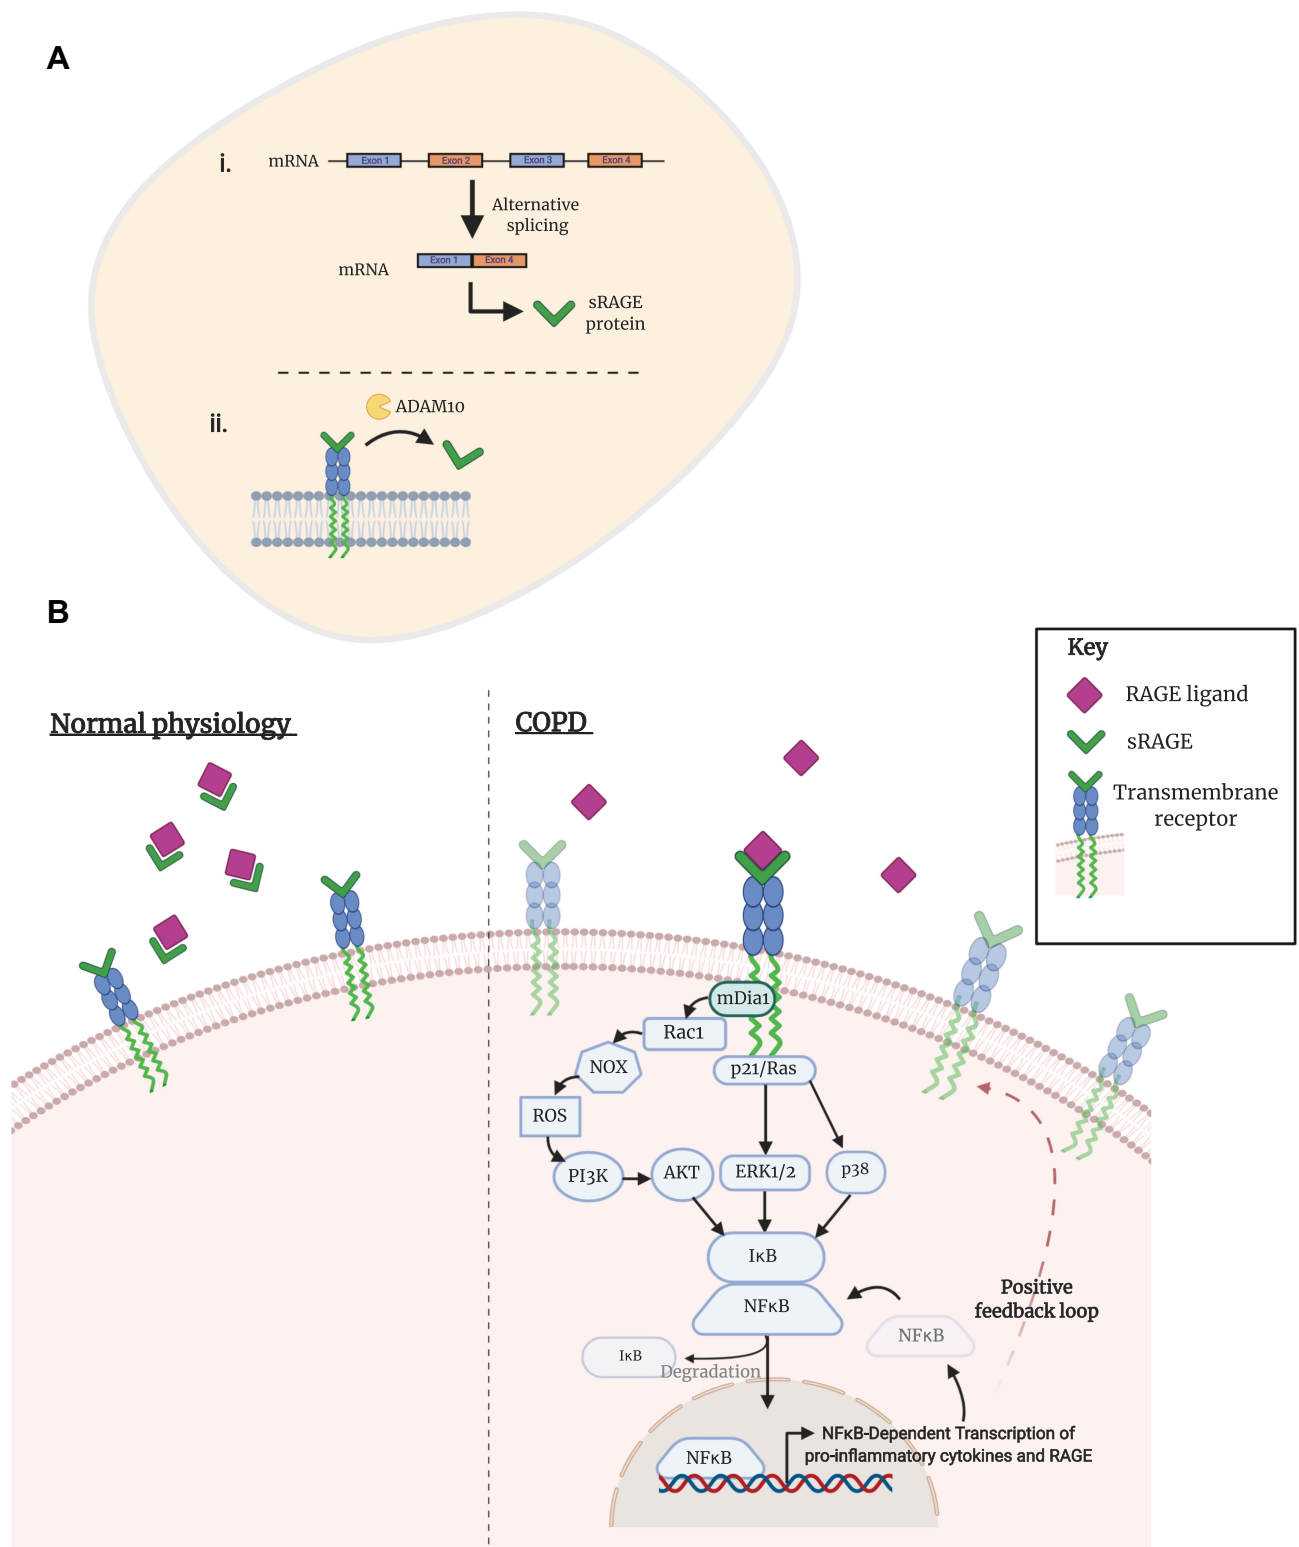 A
i.
mRNA
Exon 1
Exon 2
Exon 3
Exon 4
Alternative
splicing
mRNA
Exon 1
Exon 4
sRAGE
protein
ii.
ADAM10
B
Key
RAGE ligand
sRAGE
Transmembrane
receptor
Normal physiology
COPD
mDia1
Rac1
NOX
p21/Ras
ROS
PI3K
AKT
ERK1/2
p38
IκB
NFκB
Positive
feedback loop
NFκB
IκB
Degradation
NFκB-Dependent Transcription of
pro-inflammatory cytokines and RAGE
NFκB